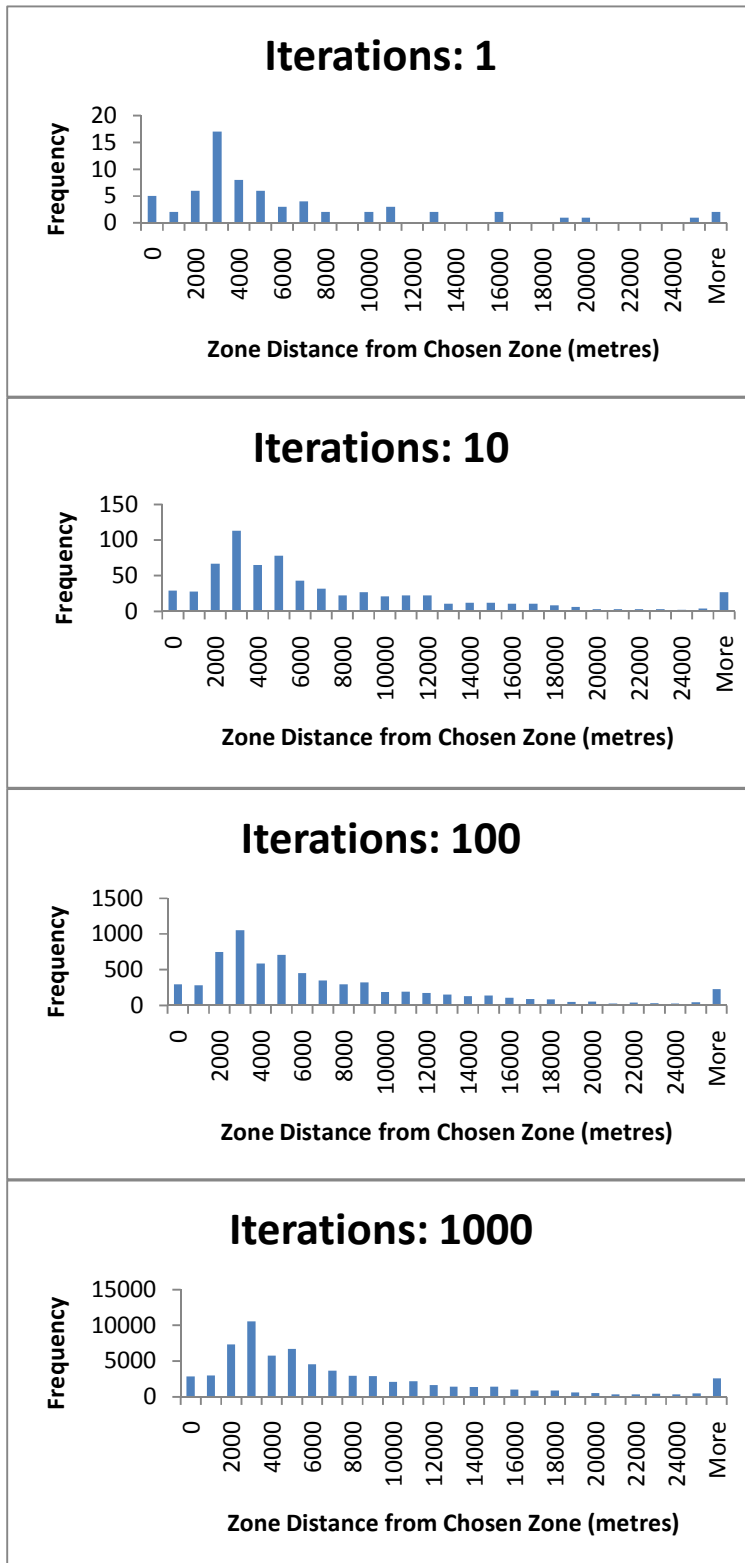 Iterations: 1
Frequency
20
15
10
5
0
0 2000 4000 6000 8000 10000 12000 14000 16000 18000 20000 22000 24000 More
Zone Distance from Chosen Zone (metres)
Iterations: 10
Frequency
150
100
50
0
0 2000 4000 6000 8000 10000 12000 14000 16000 18000 20000 22000 24000 More
Zone Distance from Chosen Zone (metres)
Iterations: 100
Frequency
1500
1000
500
0
0 2000 4000 6000 8000 10000 12000 14000 16000 18000 20000 22000 24000 More
Zone Distance from Chosen Zone (metres)
Iterations: 1000
Frequency
15000
10000
5000
0
0 2000 4000 6000 8000 10000 12000 14000 16000 18000 20000 22000 24000 More
Zone Distance from Chosen Zone (metres)